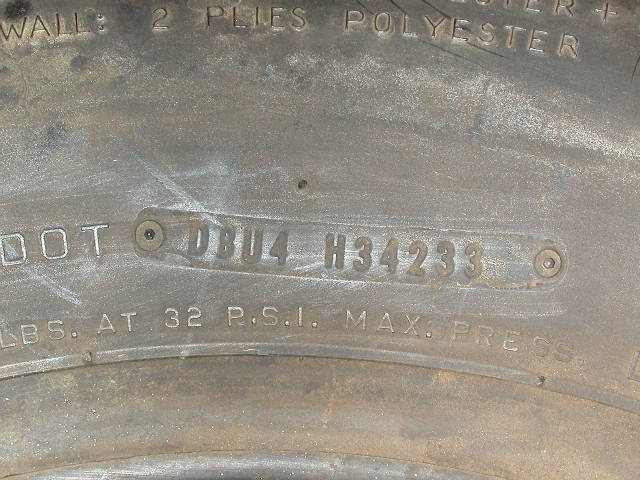 WALL: 2 PLIES POLYESTER
DOT DBU4 H34233
LBS. AT 32 P.S.I. MAX. PRESS.